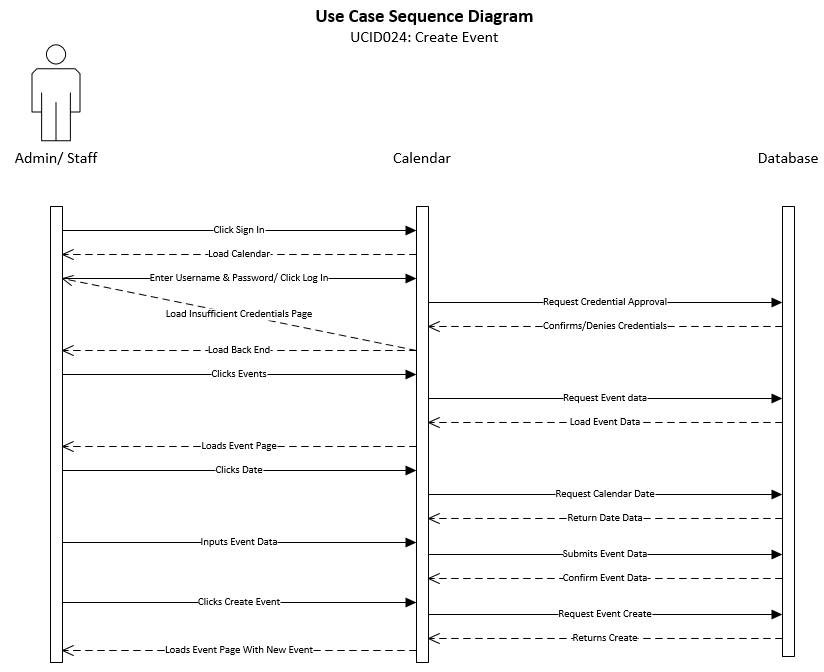 Use Case Sequence Diagram
UCID024: Create Event
Admin/ Staff
Calendar
Database
Click Sign In
Load Calendar
Enter Username & Password/ Click Log In
Request Credential Approval
Load Insufficient Credentials Page
Confirms/Denies Credentials
Load Back End
Clicks Events
Request Event data
Load Event Data
Loads Event Page
Clicks Date
Request Calendar Date
Return Date Data
Inputs Event Data
Submits Event Data
Confirm Event Data
Clicks Create Event
Request Event Create
Returns Create
Loads Event Page With New Event